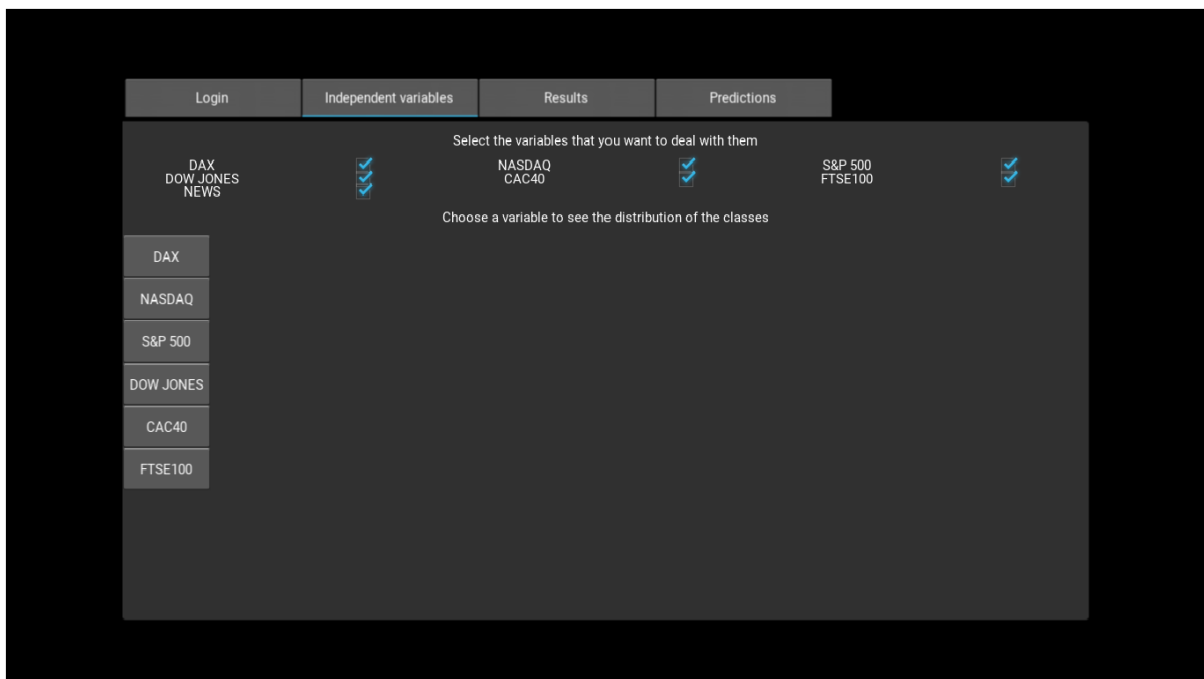 Login Independent variables Results Predictions
Select the variables that you want to deal with them
DAX NASDAQ S&P 500
DOW JONES CAC40 FTSE100
NEWS
Choose a variable to see the distribution of the classes
DAX
NASDAQ
S&P 500
DOW JONES
CAC40
FTSE100